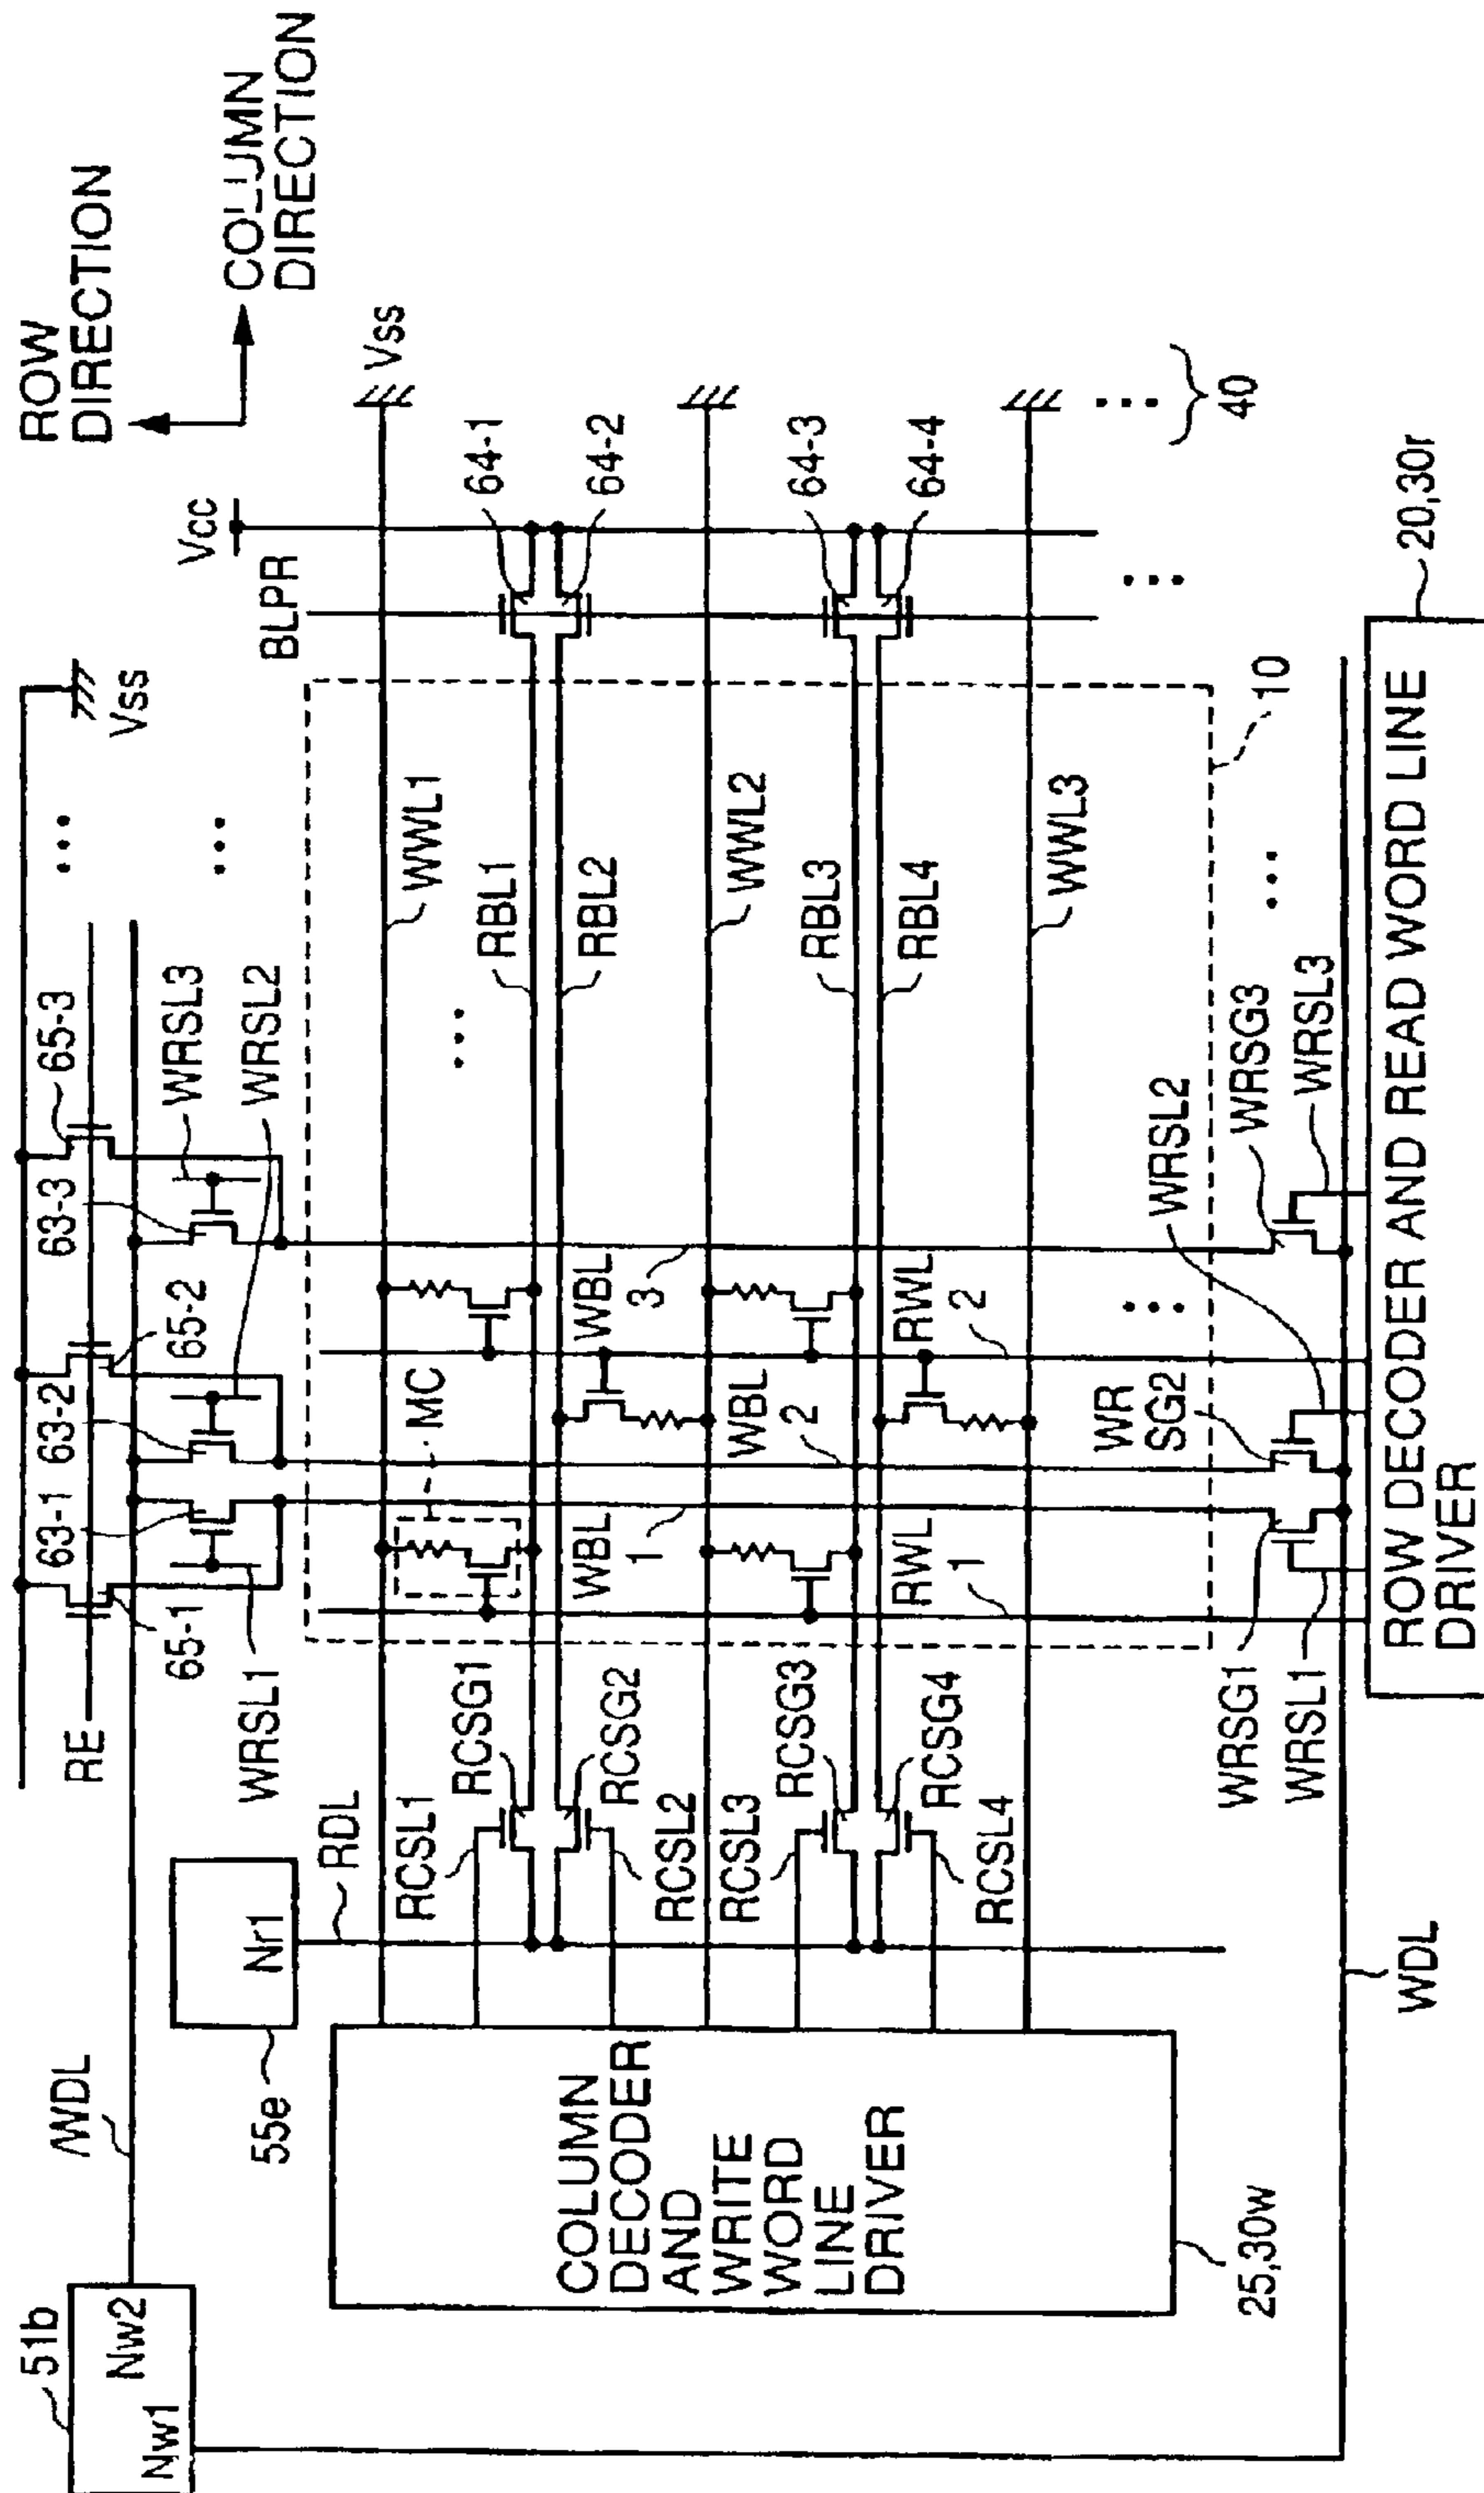 ROW
DIRECTION
COLUMN
DIRECTION
Vss
Vcc
BLPR
Vss
64-1
64-2
64-3
64-4
40
20,30r
10
...
...
...
...
...
...
...
WWL1
RBL1
RBL2
WWL2
RBL3
RBL4
WWL3
65-3
63-3
WRSL3
WRSL2
65-2
63-2
63-1
65-1
WRSL1
RE
MC
WBL
3
WBL
2
WBL
1
RWL
2
RWL
1
WRSL2
WRSG3
WRSL3
WR
SG2
WRSG1
WRSL1
ROW DECODER AND READ WORD LINE
DRIVER
RCSG1
RCSG2
RCSG3
RCSG4
RCSL1
RCSL2
RCSL3
RCSL4
RDL
Nr1
55e
/WDL
WDL
COLUMN
DECODER
AND
WRITE
WORD
LINE
DRIVER
25,30w
51b
Nw2
Nw1